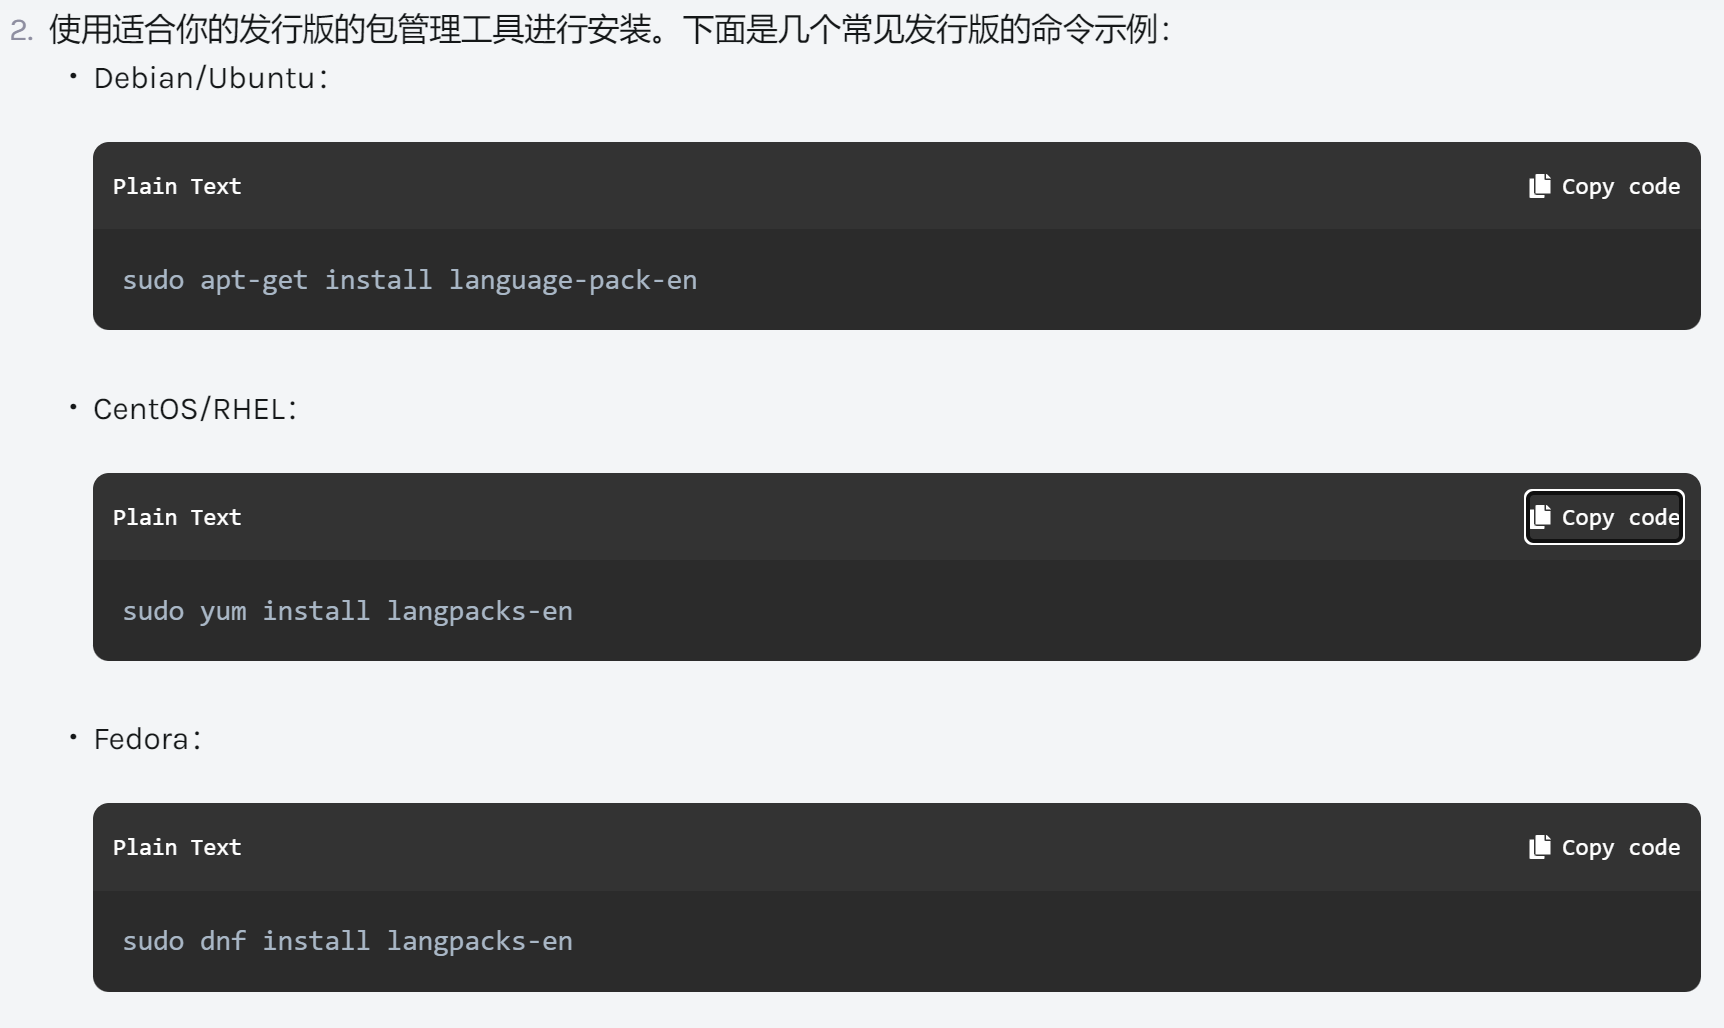 2. 使用适合你的发行版的包管理工具进行安装。下面是几个常见发行版的命令示例：
• Debian/Ubuntu：
Plain Text Copy code
sudo apt-get install language-pack-en
• CentOS/RHEL：
Plain Text Copy code
sudo yum install langpacks-en
• Fedora：
Plain Text Copy code
sudo dnf install langpacks-en